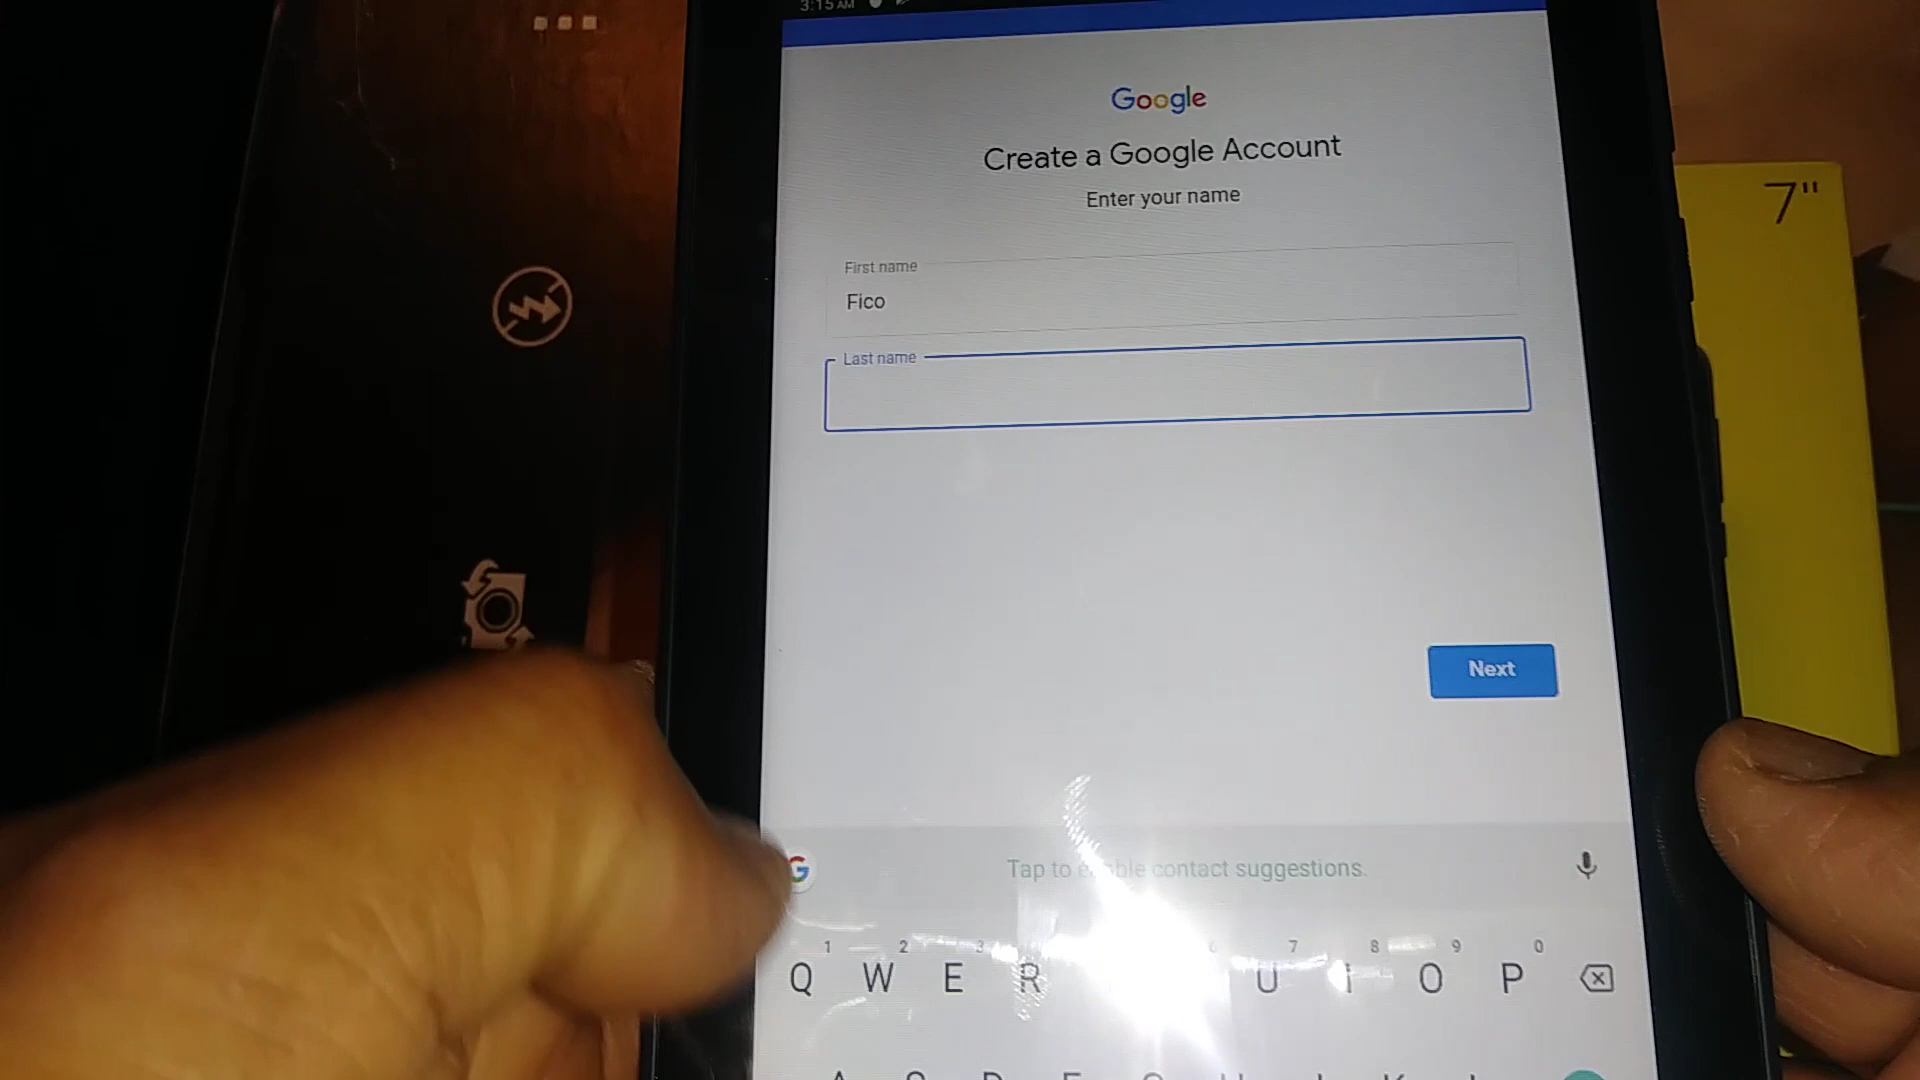 3:15 AM
Google
Create a Google Account
Enter your name
7"
First name
Fico
Last name
Next
Tap to enable contact suggestions.
1 2 3 7 8 9 0
Q W E R U I O P